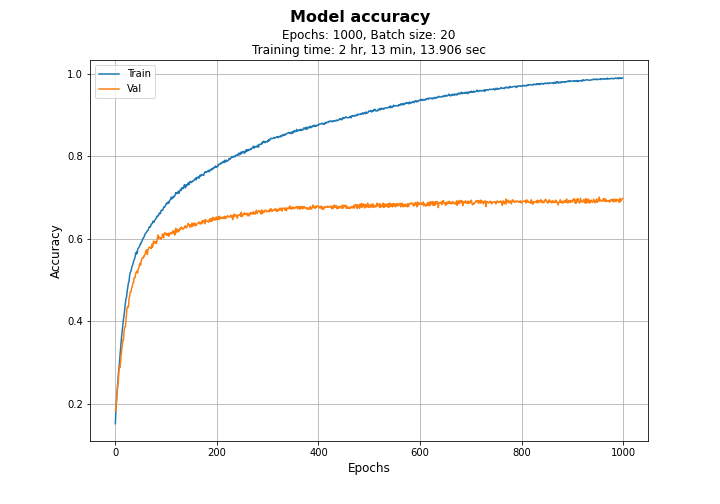 Model accuracy
Epochs: 1000, Batch size: 20
Training time: 2 hr, 13 min, 13.906 sec
Train
Val
1.0
0.8
0.6
0.4
0.2
Accuracy
0
200
400
600
800
1000
Epochs